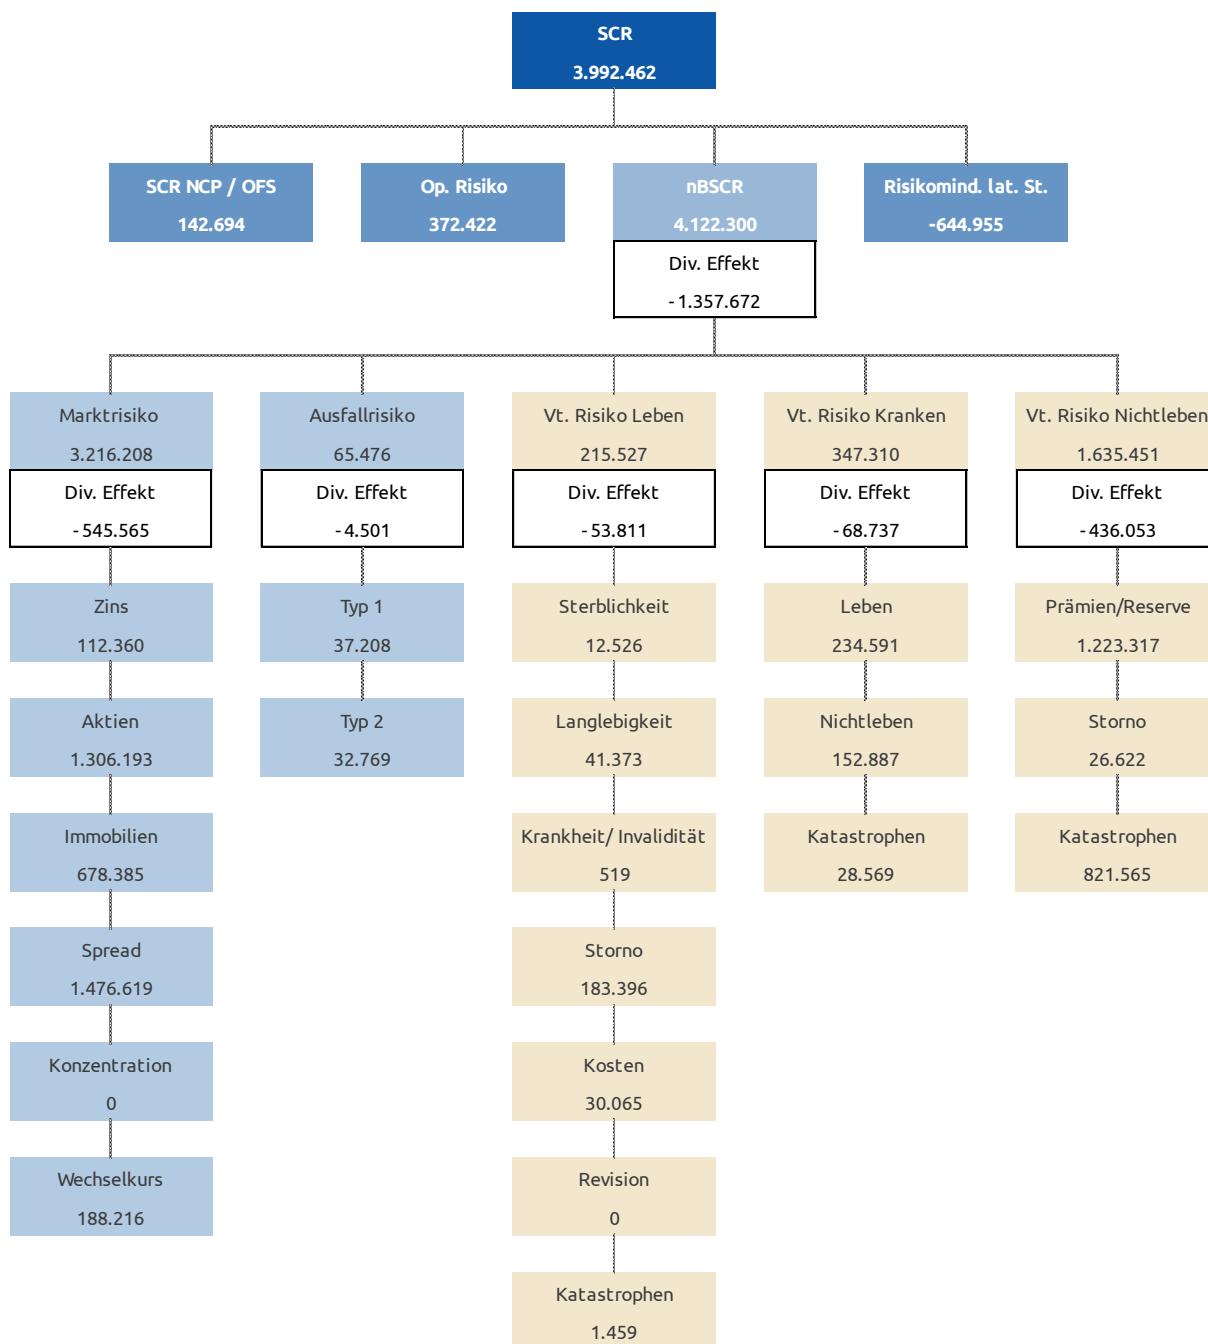 SCR
3.992.462
SCR NCP / OFS
142.694
Op. Risiko
372.422
nBSCR
4.122.300
Risikomind. lat. St.
-644.955
Div. Effekt
-1.357.672
Marktrisiko
3.216.208
Div. Effekt
-545.565
Zins
112.360
Aktien
1.306.193
Immobilien
678.385
Spread
1.476.619
Konzentration
0
Wechselkurs
188.216
Ausfallrisiko
65.476
Div. Effekt
-4.501
Typ 1
37.208
Typ 2
32.769
Vt. Risiko Leben
215.527
Div. Effekt
-53.811
Sterblichkeit
12.526
Langlebigkeit
41.373
Krankheit/ Invalidität
519
Storno
183.396
Kosten
30.065
Revision
0
Katastrophen
1.459
Vt. Risiko Kranken
347.310
Div. Effekt
-68.737
Leben
234.591
Nichtleben
152.887
Katastrophen
28.569
Vt. Risiko Nichtleben
1.635.451
Div. Effekt
-436.053
Prämien/Reserve
1.223.317
Storno
26.622
Katastrophen
821.565